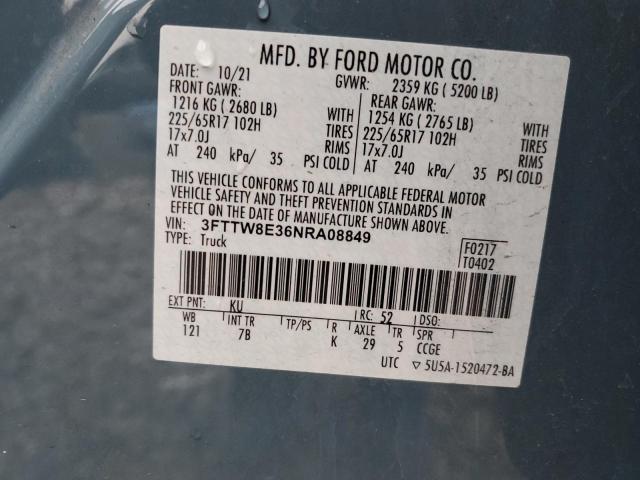 MFD. BY FORD MOTOR CO.
DATE: 10/21 GVWR: 2359 KG ( 5200 LB)
FRONT GAWR: REAR GAWR:
1216 KG ( 2680 LB) WITH 1254 KG ( 2765 LB) WITH
225/65R17 102H TIRES 225/65R17 102H TIRES
17x7.0J RIMS 17x7.0J RIMS
AT 240 kPa/ 35 PSI COLD AT 240 kPa/ 35 PSI COLD
THIS VEHICLE CONFORMS TO ALL APPLICABLE FEDERAL MOTOR
VEHICLE SAFETY AND THEFT PREVENTION STANDARDS IN
EFFECT ON THE DATE OF MANUFACTURE SHOWN ABOVE.
VIN: 3FTTW8E36NRA08849
TYPE: Truck
F0217
T0402
EXT PNT: KU RC: 52 DSO:
WB INT TR TP/PS R AXLE TR SPR
121 7B K 29 5 CCGE
UTC ▽ 5U5A-1520472-BA